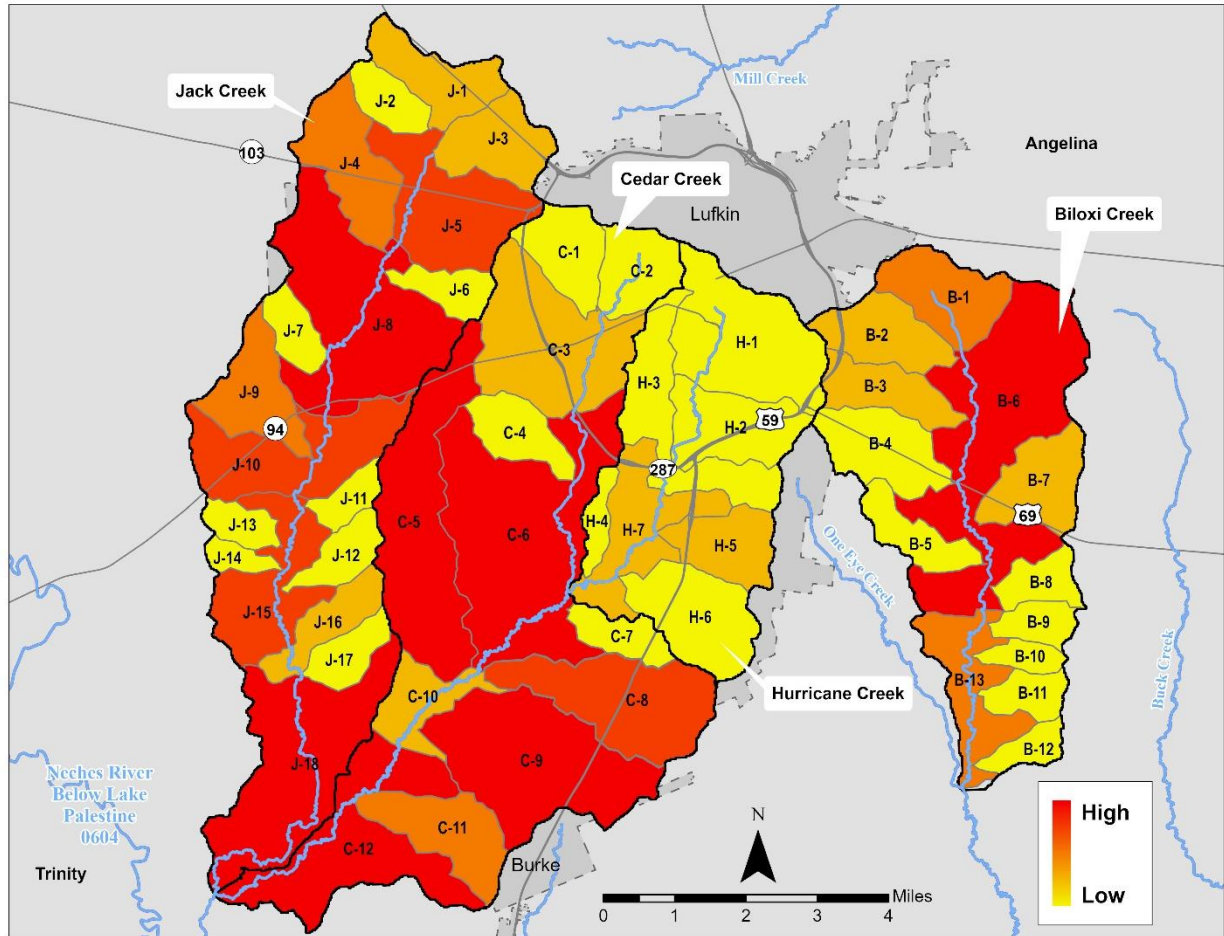 Mill Creek
Jack Creek
J-1
J-2
J-3
103
J-4
Angelina
Cedar Creek
Lufkin
J-5
Biloxi Creek
C-1
C-2
J-6
B-1
J-7
J-8
B-2
C-3
H-1
H-3
B-3
J-9
B-6
94
C-4
H-2
59
B-4
J-10
287
B-7
J-11
69
J-13
C-5
C-6
H-4
H-7
H-5
B-5
J-14
J-12
One Eye Creek
B-8
J-15
J-16
H-6
B-9
C-7
J-17
B-10
Buck Creek
B-13
B-11
C-10
C-8
Hurricane Creek
B-12
J-18
C-9
Neches River
Below Lake
Palestine
0604
High
Low
C-11
N
C-12
Burke
Trinity
Miles
0 1 2 3 4